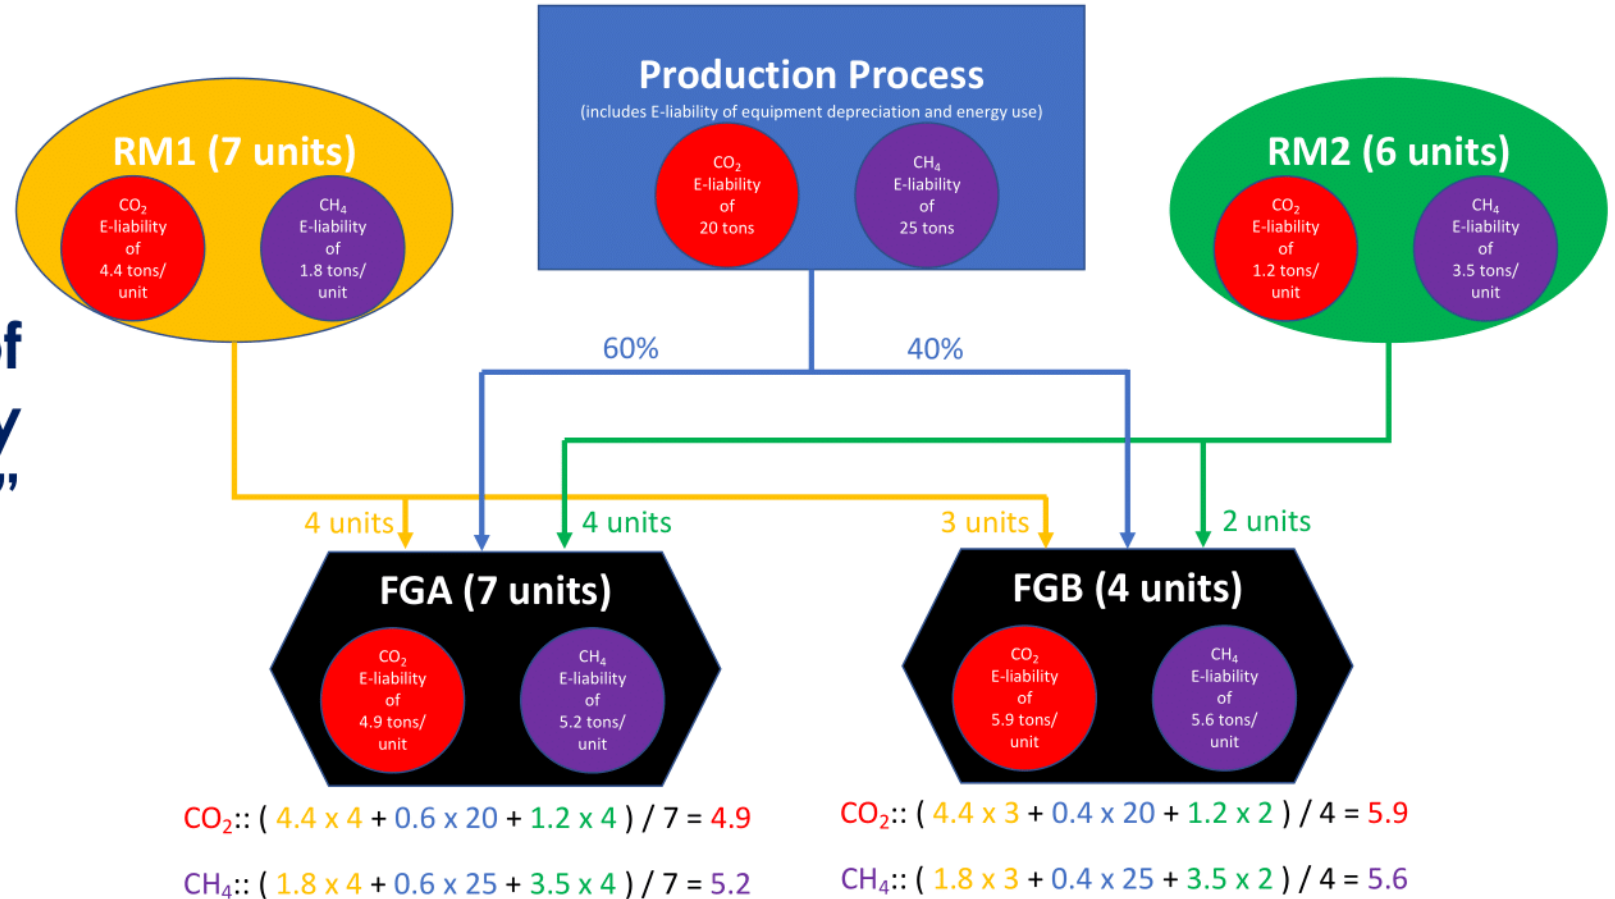 Production Process
(includes E-liability of equipment depreciation and energy use)
CO₂
E-liability
of
20 tons
CH₄
E-liability
of
25 tons
RM1 (7 units)
CO₂
E-liability
of
4.4 tons/
unit
CH₄
E-liability
of
1.8 tons/
unit
RM2 (6 units)
CO₂
E-liability
of
1.2 tons/
unit
CH₄
E-liability
of
3.5 tons/
unit
60%
40%
4 units
4 units
3 units
2 units
FGA (7 units)
CO₂
E-liability
of
4.9 tons/
unit
CH₄
E-liability
of
5.2 tons/
unit
FGB (4 units)
CO₂
E-liability
of
5.9 tons/
unit
CH₄
E-liability
of
5.6 tons/
unit
CO₂:: ( 4.4 x 4 + 0.6 x 20 + 1.2 x 4 ) / 7 = 4.9
CH₄:: ( 1.8 x 4 + 0.6 x 25 + 3.5 x 4 ) / 7 = 5.2
CO₂:: ( 4.4 x 3 + 0.4 x 20 + 1.2 x 2 ) / 4 = 5.9
CH₄:: ( 1.8 x 3 + 0.4 x 25 + 3.5 x 2 ) / 4 = 5.6